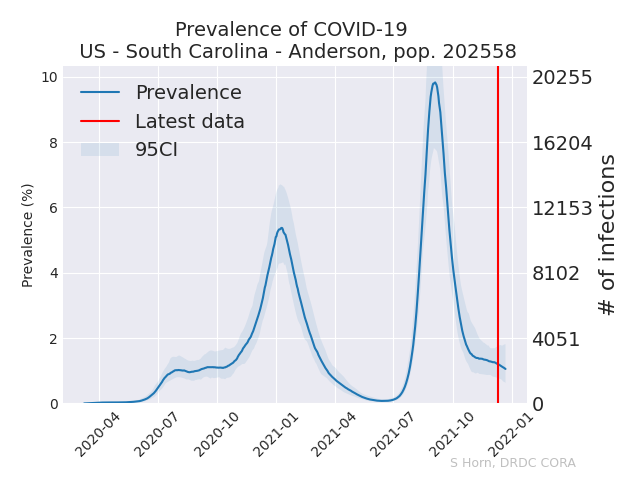 Prevalence of COVID-19
US - South Carolina - Anderson, pop. 202558
Prevalence
Latest data
95CI
Prevalence (%)
10
8
6
4
2
0
20255
16204
12153
8102
4051
0
# of infections
2020-04
2020-07
2020-10
2021-01
2021-04
2021-07
2021-10
2022-01
S Horn, DRDC CORA